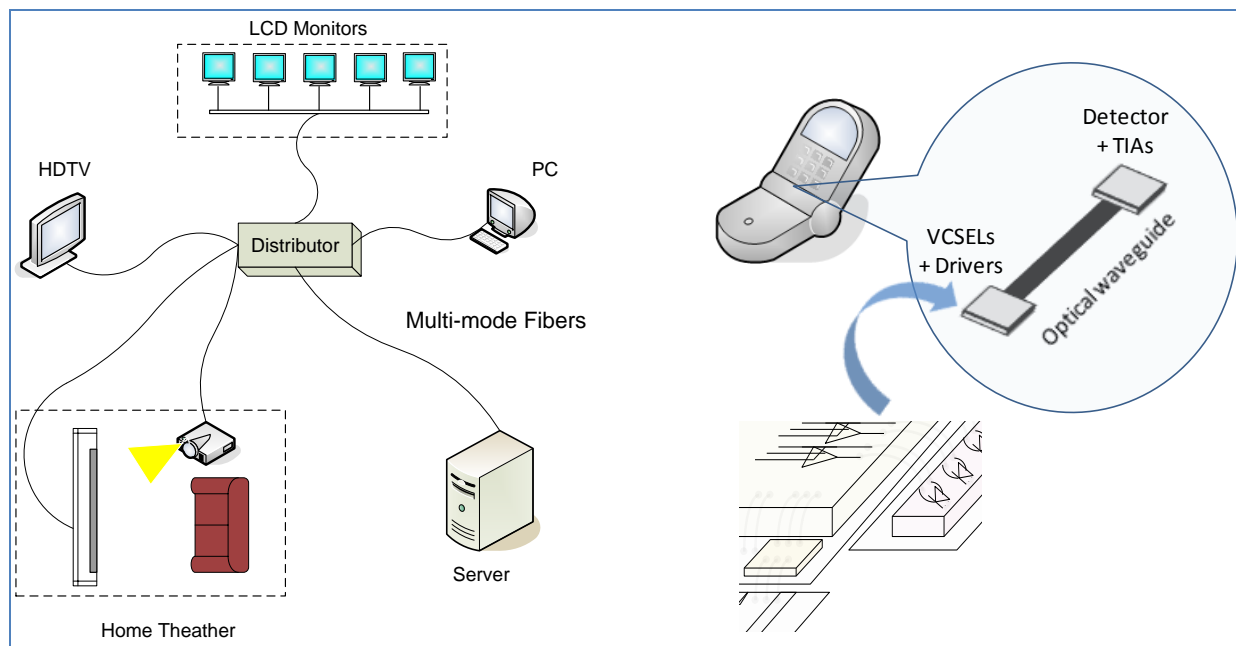 LCD Monitors
HDTV
PC
Distributor
Multi-mode Fibers
Server
Home Theather
Detector
+ TIAs
VCSELs
+ Drivers
Optical waveguide